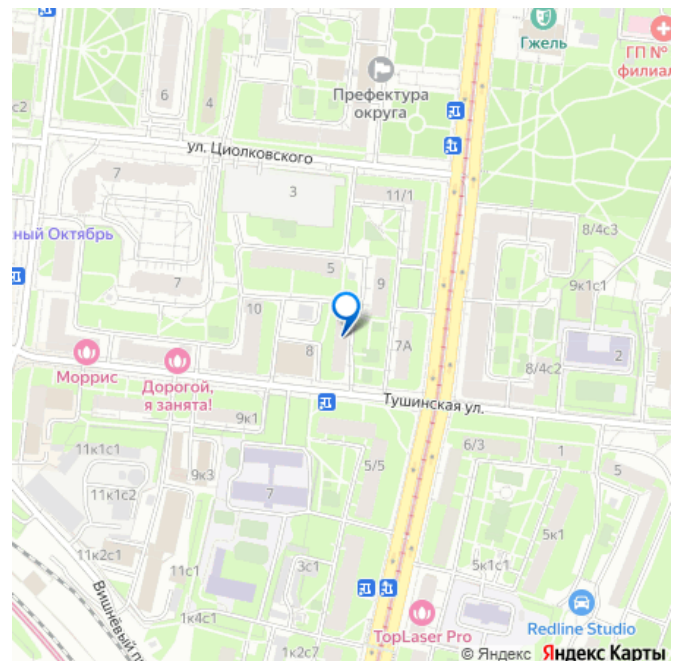 Гжель
ГП №
филиал
Префектура
округа
с2
6
4
ул. Циолковского
7
3
11/1
ный Октябрь
8/4с3
5
9
7
9к1с1
10
8
7А
2
8/4с2
Моррис
Дорогой,
я занята!
Тушинская ул.
9к1
6/3
1
5
11к1с1
5/5
9к3
11к1с2
7
5к1
11к2с1
11с1
3с1
5к1с1
Вишнёвый п
1к4с1
Redline Studio
TopLaser Pro
1к2с7
© Яндекс Яндекс Карты